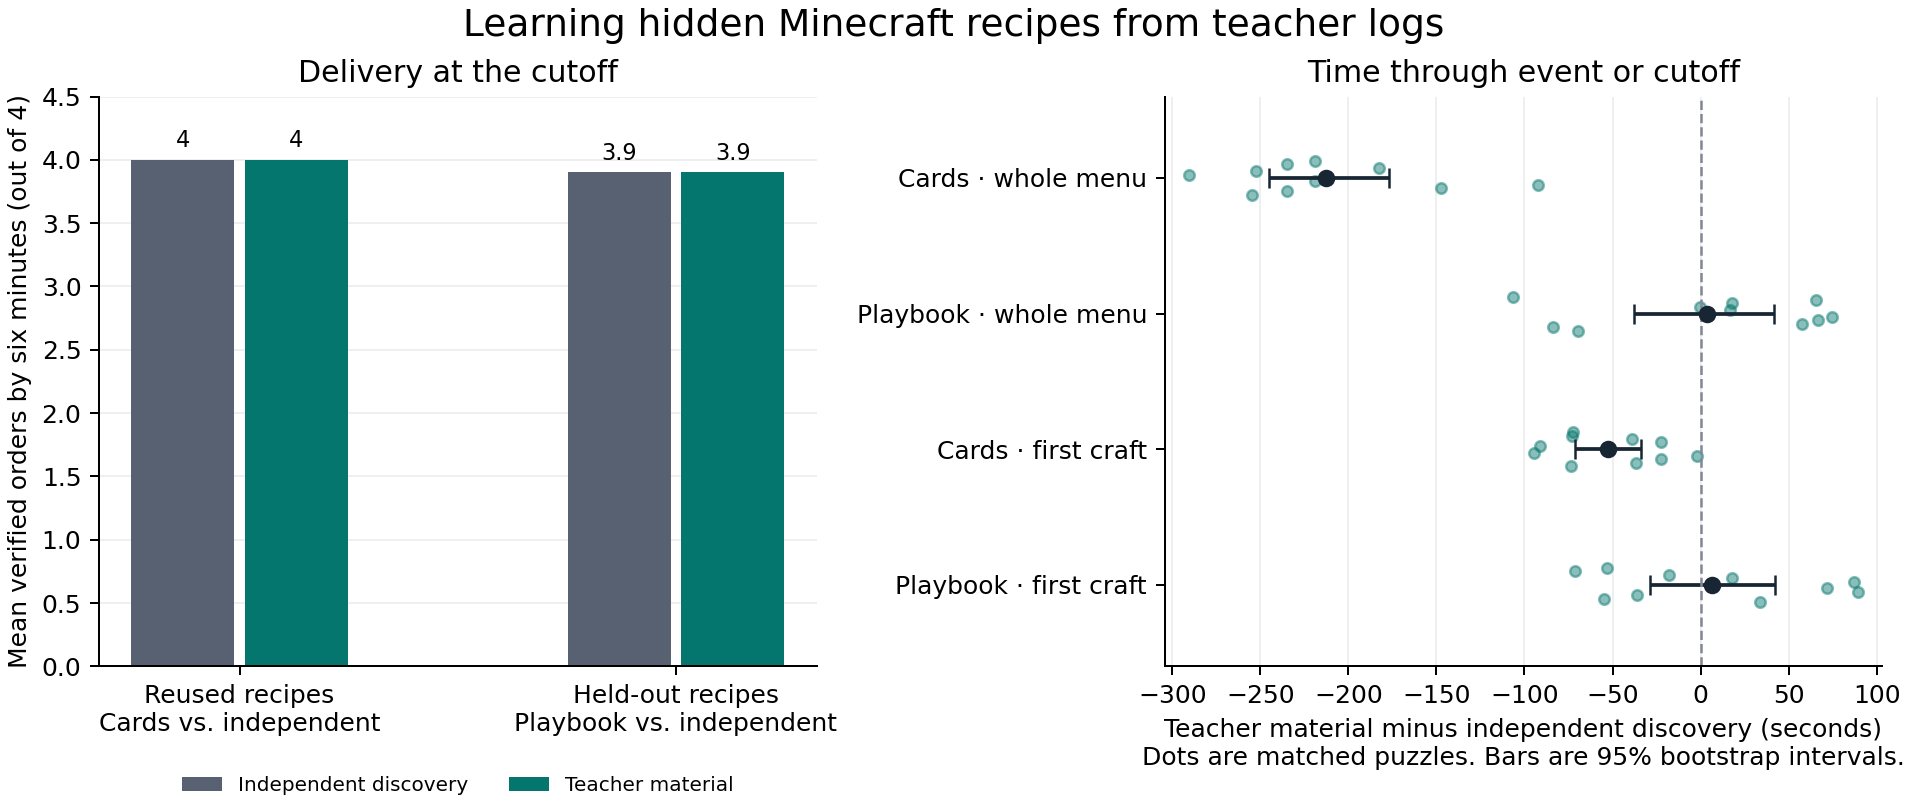 Learning hidden Minecraft recipes from teacher logs
Delivery at the cutoff
Mean verified orders by six minutes (out of 4)
4.5
4.0
3.5
3.0
2.5
2.0
1.5
1.0
0.5
0.0
4
4
3.9
3.9
Reused recipes
Cards vs. independent
Held-out recipes
Playbook vs. independent
Independent discovery
Teacher material
Time through event or cutoff
Cards · whole menu
Playbook · whole menu
Cards · first craft
Playbook · first craft
−300 −250 −200 −150 −100 −50 0 50 100
Teacher material minus independent discovery (seconds)
Dots are matched puzzles. Bars are 95% bootstrap intervals.